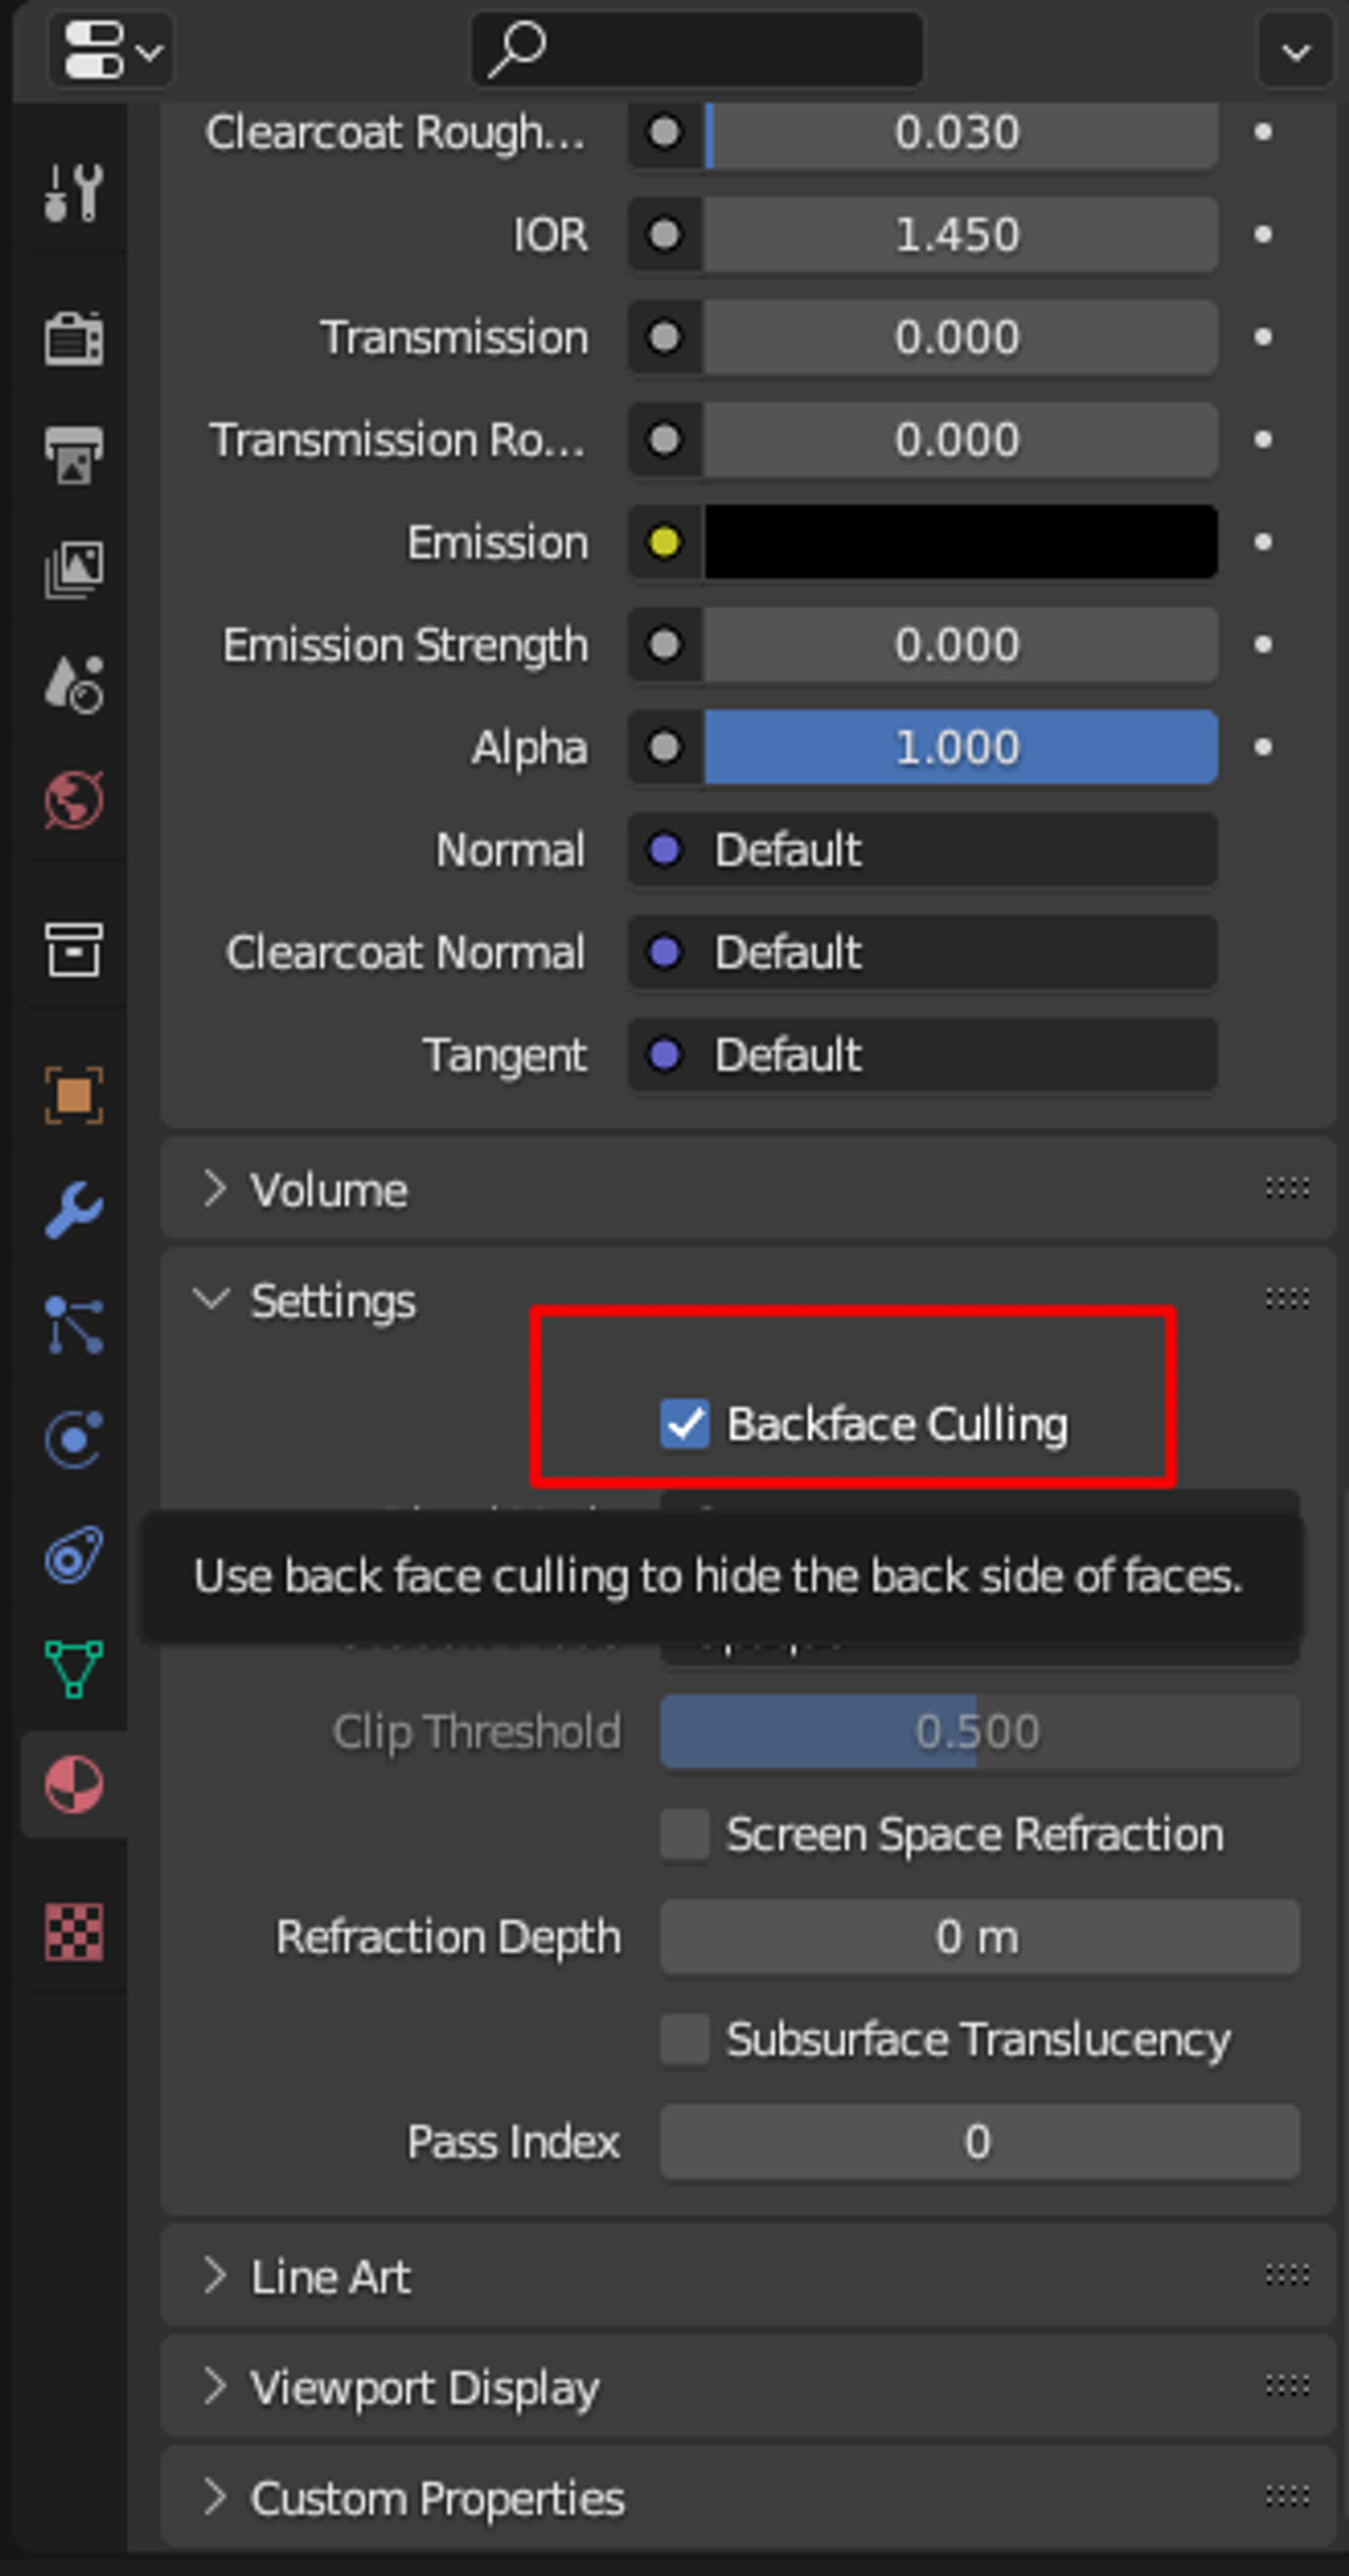 Clearcoat Rough... 0.030
IOR 1.450
Transmission 0.000
Transmission Ro... 0.000
Emission
Emission Strength 0.000
Alpha 1.000
Normal Default
Clearcoat Normal Default
Tangent Default
Volume
Settings
Backface Culling
Use back face culling to hide the back side of faces.
Clip Threshold 0.500
Screen Space Refraction
Refraction Depth 0 m
Subsurface Translucency
Pass Index 0
Line Art
Viewport Display
Custom Properties